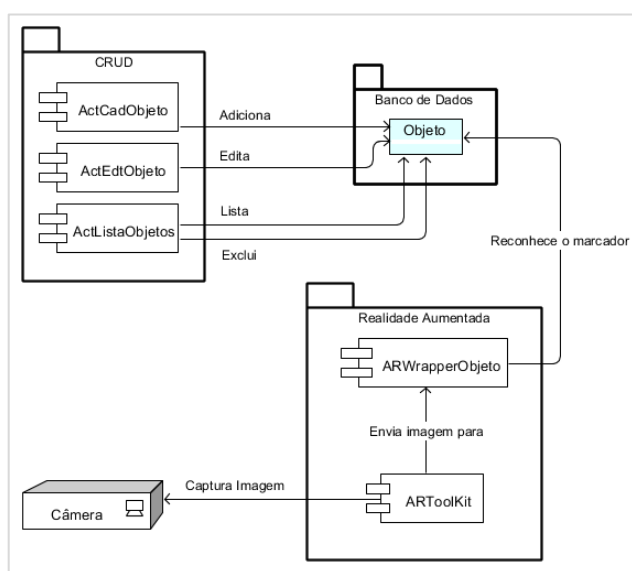 CRUD
ActCadObjeto
ActEdtObjeto
ActListaObjetos
Adiciona
Edita
Lista
Exclui
Banco de Dados
Objeto
Reconhece o marcador
Realidade Aumentada
ARWrapperObjeto
Envia imagem para
ARToolKit
Captura Imagem
Câmera